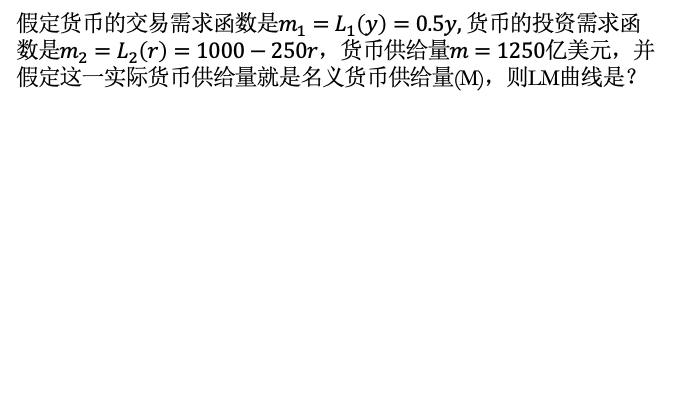 假定货币的交易需求函数是m₁ = L₁(y) = 0.5y, 货币的投资需求函
数是m₂ = L₂(r) = 1000 − 250r，货币供给量m = 1250亿美元，并
假定这一实际货币供给量就是名义货币供给量(M)，则LM曲线是？